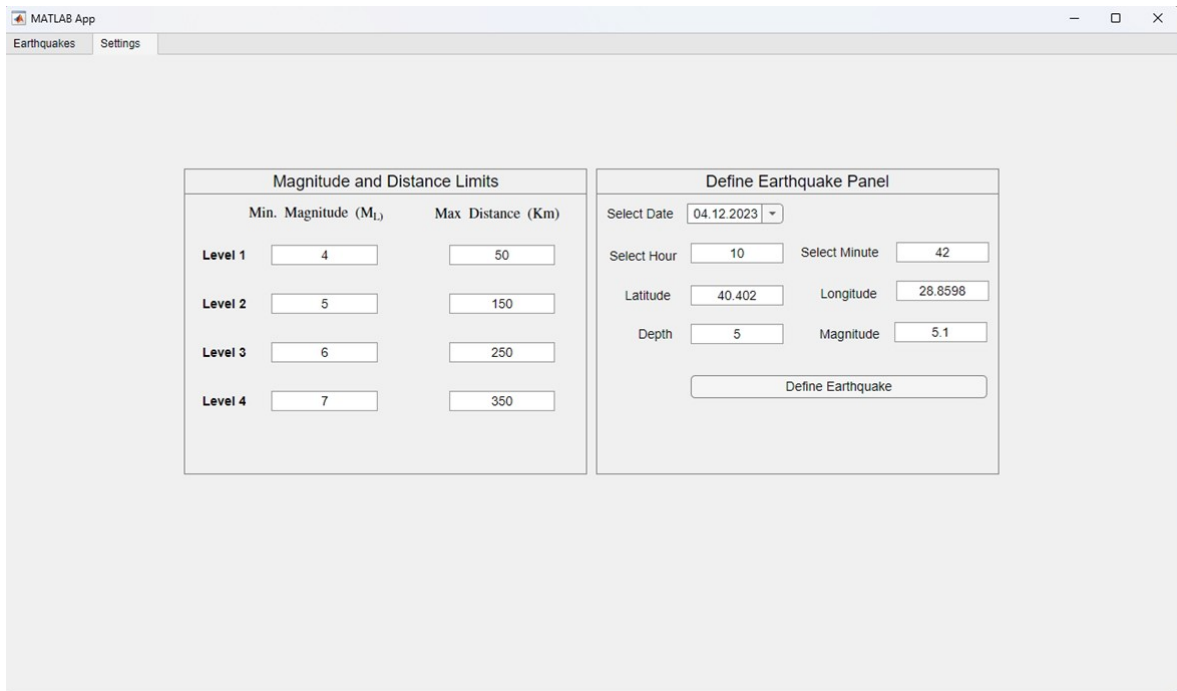 MATLAB App
Earthquakes Settings
Magnitude and Distance Limits
Min. Magnitude (ML) Max Distance (Km)
Level 1 4 50
Level 2 5 150
Level 3 6 250
Level 4 7 350
Define Earthquake Panel
Select Date 04.12.2023
Select Hour 10 Select Minute 42
Latitude 40.402 Longitude 28.8598
Depth 5 Magnitude 5.1
Define Earthquake